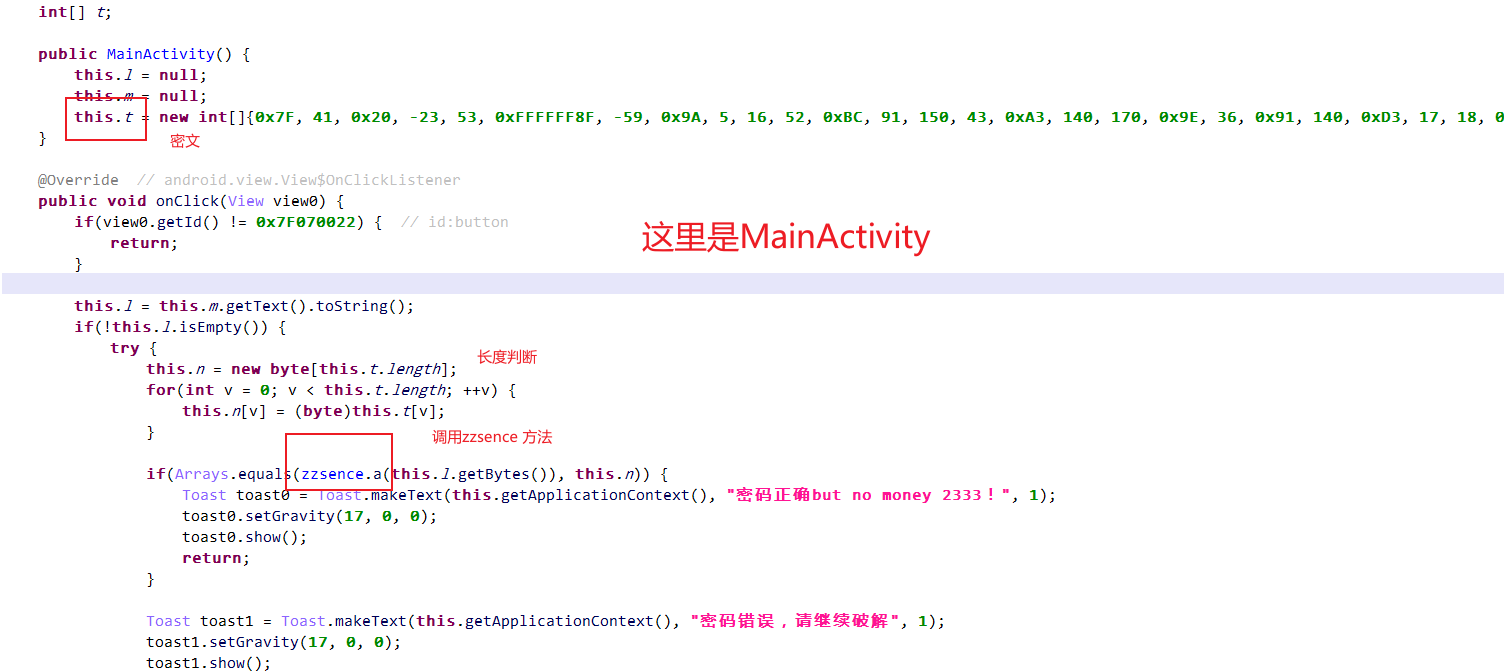 int[] t;
public MainActivity() {
this.l = null;
this.m = null;
this.t = new int[]{0x7F, 41, 0x20, -23, 53, 0xFFFFFF8F, -59, 0x9A, 5, 16, 52, 0xBC, 91, 150, 43, 0xA3, 140, 170, 0x9E, 36, 0x91, 140, 0xD3, 17, 18, 0
}
密文
@Override // android.view.View$OnClickListener
public void onClick(View view0) {
if(view0.getId() != 0x7F070022) { // id:button
return;
}
这里是MainActivity
this.l = this.m.getText().toString();
if(!this.l.isEmpty()) {
try {
长度判断
this.n = new byte[this.t.length];
for(int v = 0; v < this.t.length; ++v) {
this.n[v] = (byte)this.t[v];
}
调用zzsence 方法
if(Arrays.equals(zzsence.a(this.l.getBytes()), this.n)) {
Toast toast0 = Toast.makeText(this.getApplicationContext(), "密码正确but no money 2333！", 1);
toast0.setGravity(17, 0, 0);
toast0.show();
return;
}
Toast toast1 = Toast.makeText(this.getApplicationContext(), "密码错误，请继续破解", 1);
toast1.setGravity(17, 0, 0);
toast1.show();